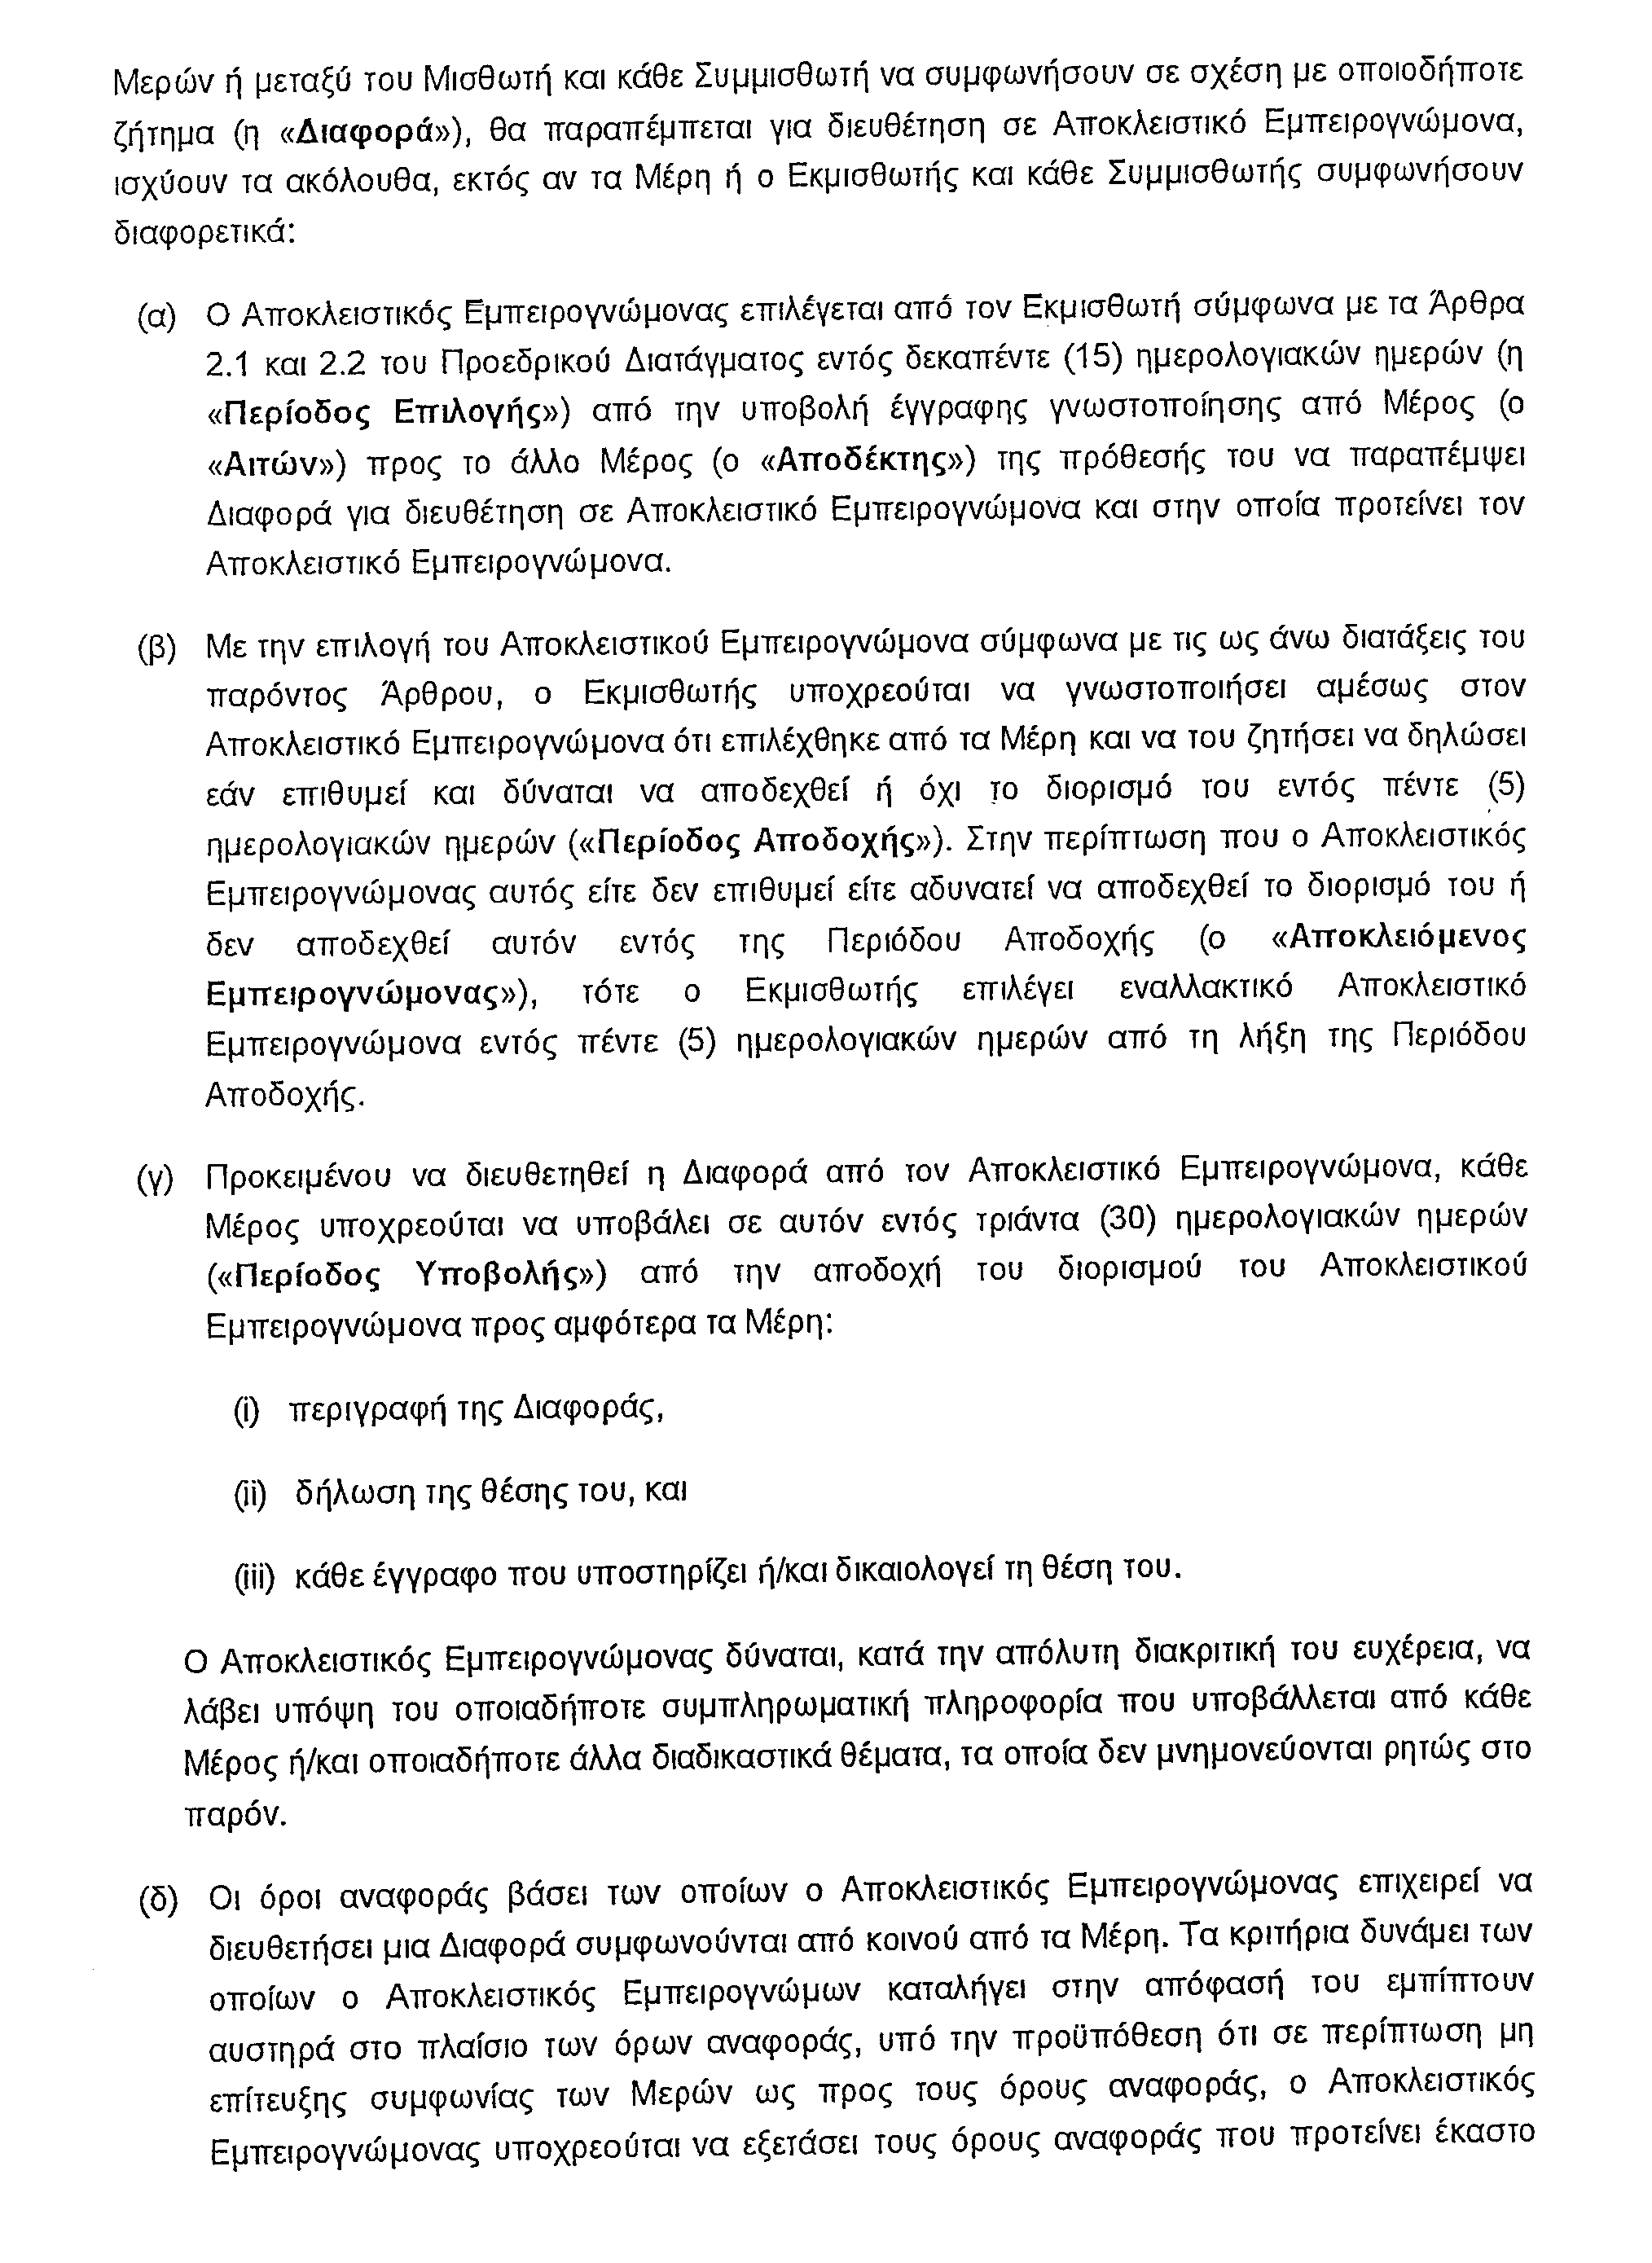 Μερών ή μεταξύ του Μισθωτή και κάθε Συμμισθωτή να συμφωνήσουν σε σχέση με οποιοδήποτε
ζήτημα (η «Διαφορά»), θα παραπέμπεται για διευθέτηση σε Αποκλειστικό Εμπειρογνώμονα,
ισχύουν τα ακόλουθα, εκτός αν τα Μέρη ή ο Εκμισθωτής και κάθε Συμμισθωτής συμφωνήσουν
διαφορετικά:
(α) Ο Αποκλειστικός Εμπειρογνώμονας επιλέγεται από τον Εκμισθωτή σύμφωνα με τα Άρθρα
2.1 και 2.2 του Προεδρικού Διατάγματος εντός δεκαπέντε (15) ημερολογιακών ημερών (η
«Περίοδος Επιλογής») από την υποβολή έγγραφης γνωστοποίησης από Μέρος (ο
«Αιτών») προς το άλλο Μέρος (ο «Αποδέκτης») της πρόθεσής του να παραπέμψει
Διαφορά για διευθέτηση σε Αποκλειστικό Εμπειρογνώμονα και στην οποία προτείνει τον
Αποκλειστικό Εμπειρογνώμονα.
(β) Με την επιλογή του Αποκλειστικού Εμπειρογνώμονα σύμφωνα με τις ως άνω διατάξεις του
παρόντος Άρθρου, ο Εκμισθωτής υποχρεούται να γνωστοποιήσει αμέσως στον
Αποκλειστικό Εμπειρογνώμονα ότι επιλέχθηκε από τα Μέρη και να του ζητήσει να δηλώσει
εάν επιθυμεί και δύναται να αποδεχθεί ή όχι το διορισμό του εντός πέντε (5)
ημερολογιακών ημερών («Περίοδος Αποδοχής»). Στην περίπτωση που ο Αποκλειστικός
Εμπειρογνώμονας αυτός είτε δεν επιθυμεί είτε αδυνατεί να αποδεχθεί το διορισμό του ή
δεν αποδεχθεί αυτόν εντός της Περιόδου Αποδοχής (ο «Αποκλειόμενος
Εμπειρογνώμονας»), τότε ο Εκμισθωτής επιλέγει εναλλακτικό Αποκλειστικό
Εμπειρογνώμονα εντός πέντε (5) ημερολογιακών ημερών από τη λήξη της Περιόδου
Αποδοχής.
(γ) Προκειμένου να διευθετηθεί η Διαφορά από τον Αποκλειστικό Εμπειρογνώμονα, κάθε
Μέρος υποχρεούται να υποβάλει σε αυτόν εντός τριάντα (30) ημερολογιακών ημερών
(«Περίοδος Υποβολής») από την αποδοχή του διορισμού του Αποκλειστικού
Εμπειρογνώμονα προς αμφότερα τα Μέρη:
(i) περιγραφή της Διαφοράς,
(ii) δήλωση της θέσης του, και
(iii) κάθε έγγραφο που υποστηρίζει ή/και δικαιολογεί τη θέση του.
Ο Αποκλειστικός Εμπειρογνώμονας δύναται, κατά την απόλυτη διακριτική του ευχέρεια, να
λάβει υπόψη του οποιαδήποτε συμπληρωματική πληροφορία που υποβάλλεται από κάθε
Μέρος ή/και οποιαδήποτε άλλα διαδικαστικά θέματα, τα οποία δεν μνημονεύονται ρητώς στο
παρόν.
(δ) Οι όροι αναφοράς βάσει των οποίων ο Αποκλειστικός Εμπειρογνώμονας επιχειρεί να
διευθετήσει μια Διαφορά συμφωνούνται από κοινού από τα Μέρη. Τα κριτήρια δυνάμει των
οποίων ο Αποκλειστικός Εμπειρογνώμων καταλήγει στην απόφασή του εμπίπτουν
αυστηρά στο πλαίσιο των όρων αναφοράς, υπό την προϋπόθεση ότι σε περίπτωση μη
επίτευξης συμφωνίας των Μερών ως προς τους όρους αναφοράς, ο Αποκλειστικός
Εμπειρογνώμονας υποχρεούται να εξετάσει τους όρους αναφοράς που προτείνει έκαστο